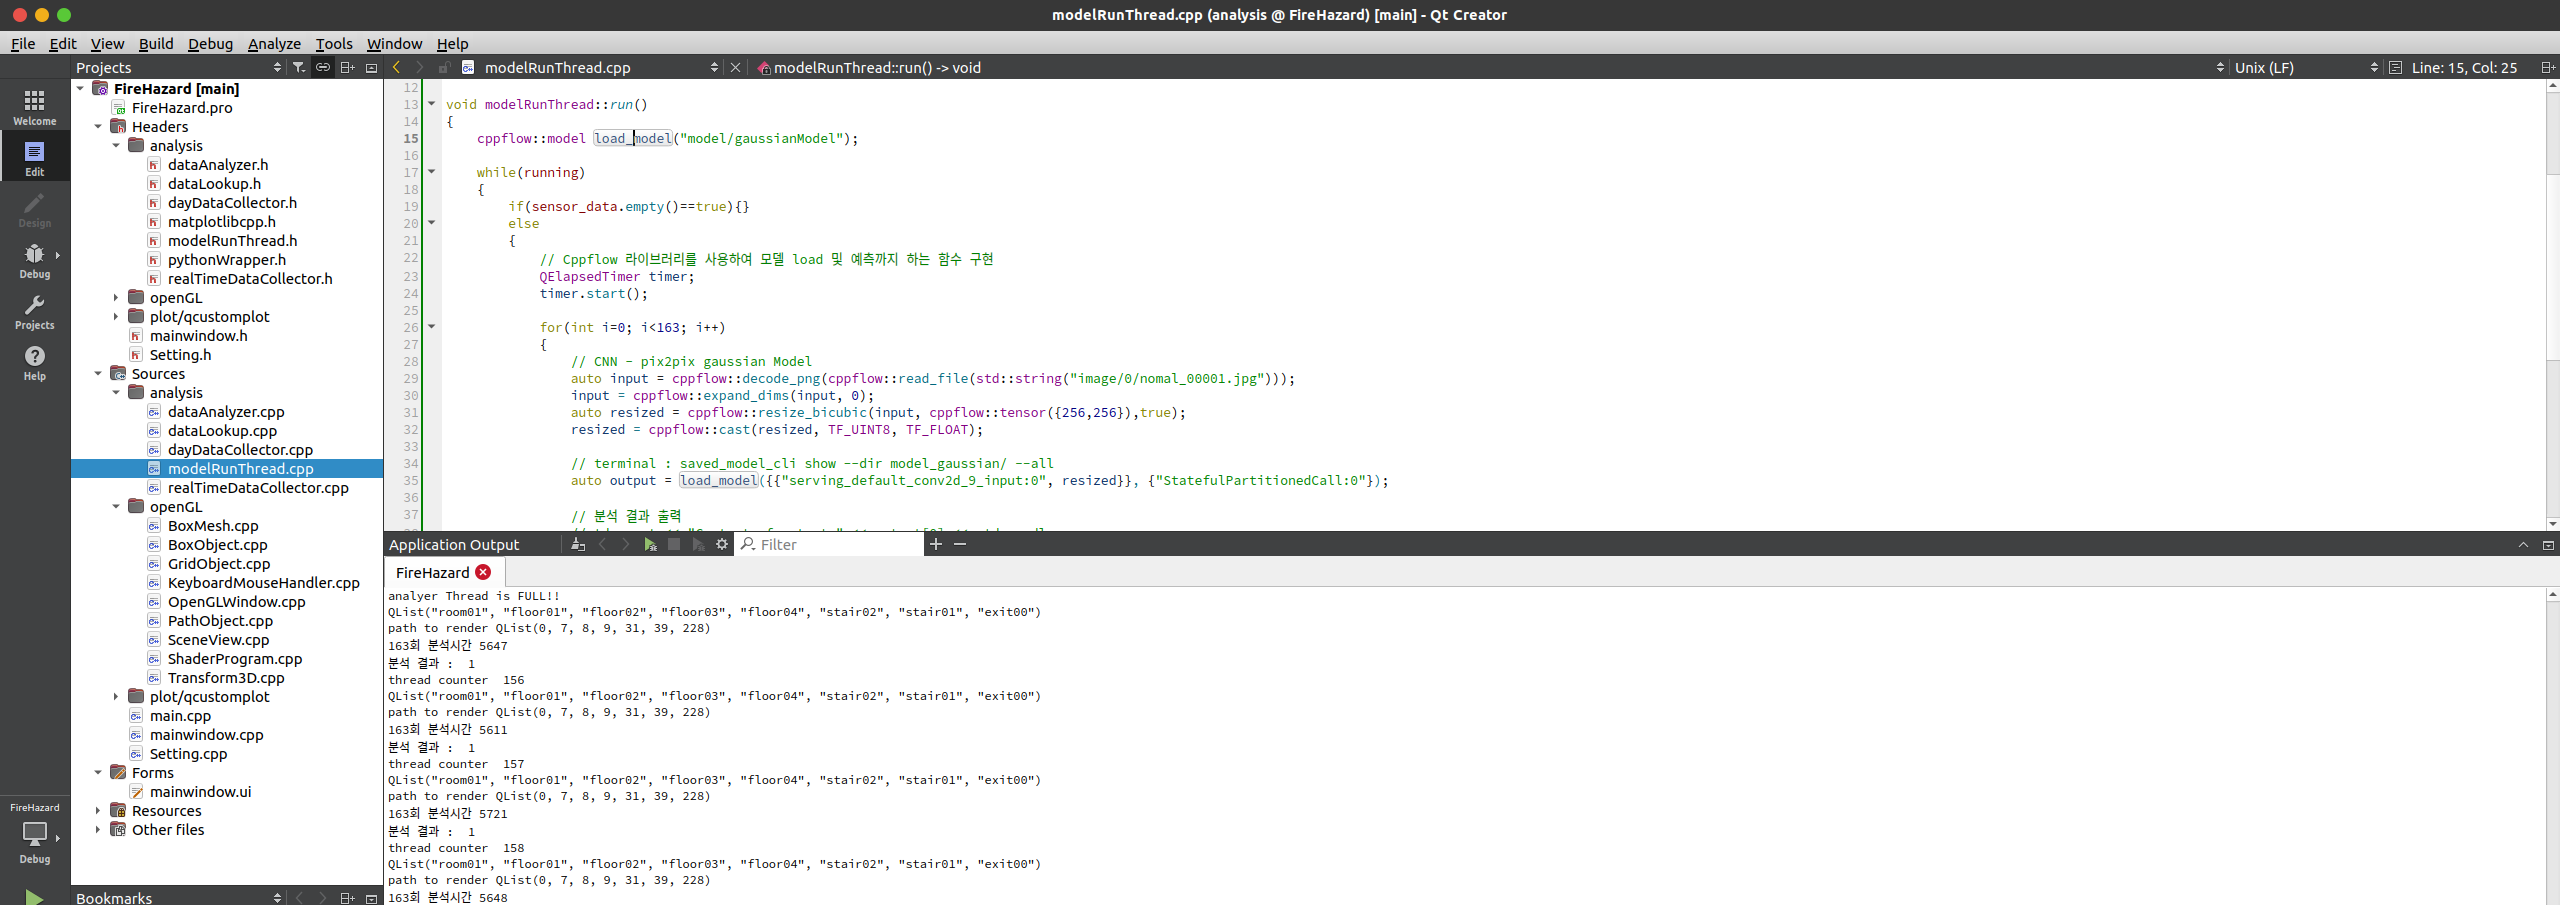 modelRunThread.cpp (analysis @ FireHazard) [main] - Qt Creator
File Edit View Build Debug Analyze Tools Window Help
Projects
modelRunThread.cpp
modelRunThread::run() -> void
Unix (LF)
Line: 15, Col: 25
Welcome
Edit
Design
Debug
Projects
Help
FireHazard
Debug
FireHazard [main]
FireHazard.pro
Headers
analysis
dataAnalyzer.h
dataLookup.h
dayDataCollector.h
matplotlibcpp.h
modelRunThread.h
pythonWrapper.h
realTimeDataCollector.h
openGL
plot/qcustomplot
mainwindow.h
Setting.h
Sources
analysis
dataAnalyzer.cpp
dataLookup.cpp
dayDataCollector.cpp
modelRunThread.cpp
realTimeDataCollector.cpp
openGL
BoxMesh.cpp
BoxObject.cpp
GridObject.cpp
KeyboardMouseHandler.cpp
OpenGLWindow.cpp
PathObject.cpp
SceneView.cpp
ShaderProgram.cpp
Transform3D.cpp
plot/qcustomplot
main.cpp
mainwindow.cpp
Setting.cpp
Forms
mainwindow.ui
Resources
Other files
Bookmarks
12
13 void modelRunThread::run()
14 {
15 cppflow::model load_model("model/gaussianModel");
16
17 while(running)
18 {
19 if(sensor_data.empty()==true){}
20 else
21 {
22 // Cppflow 라이브러리를 사용하여 모델 load 및 예측까지 하는 함수 구현
23 QElapsedTimer timer;
24 timer.start();
25
26 for(int i=0; i<163; i++)
27 {
28 // CNN - pix2pix gaussian Model
29 auto input = cppflow::decode_png(cppflow::read_file(std::string("image/0/nomal_00001.jpg")));
30 input = cppflow::expand_dims(input, 0);
31 auto resized = cppflow::resize_bicubic(input, cppflow::tensor({256,256}),true);
32 resized = cppflow::cast(resized, TF_UINT8, TF_FLOAT);
33
34 // terminal : saved_model_cli show --dir model_gaussian/ --all
35 auto output = load_model({{"serving_default_conv2d_9_input:0", resized}}, {"StatefulPartitionedCall:0"});
36
37 // 분석 결과 출력
Application Output
Filter
FireHazard
analyer Thread is FULL!!
QList("room01", "floor01", "floor02", "floor03", "floor04", "stair02", "stair01", "exit00")
path to render QList(0, 7, 8, 9, 31, 39, 228)
163회 분석시간 5647
분석 결과 : 1
thread counter 156
QList("room01", "floor01", "floor02", "floor03", "floor04", "stair02", "stair01", "exit00")
path to render QList(0, 7, 8, 9, 31, 39, 228)
163회 분석시간 5611
분석 결과 : 1
thread counter 157
QList("room01", "floor01", "floor02", "floor03", "floor04", "stair02", "stair01", "exit00")
path to render QList(0, 7, 8, 9, 31, 39, 228)
163회 분석시간 5721
분석 결과 : 1
thread counter 158
QList("room01", "floor01", "floor02", "floor03", "floor04", "stair02", "stair01", "exit00")
path to render QList(0, 7, 8, 9, 31, 39, 228)
163회 분석시간 5648